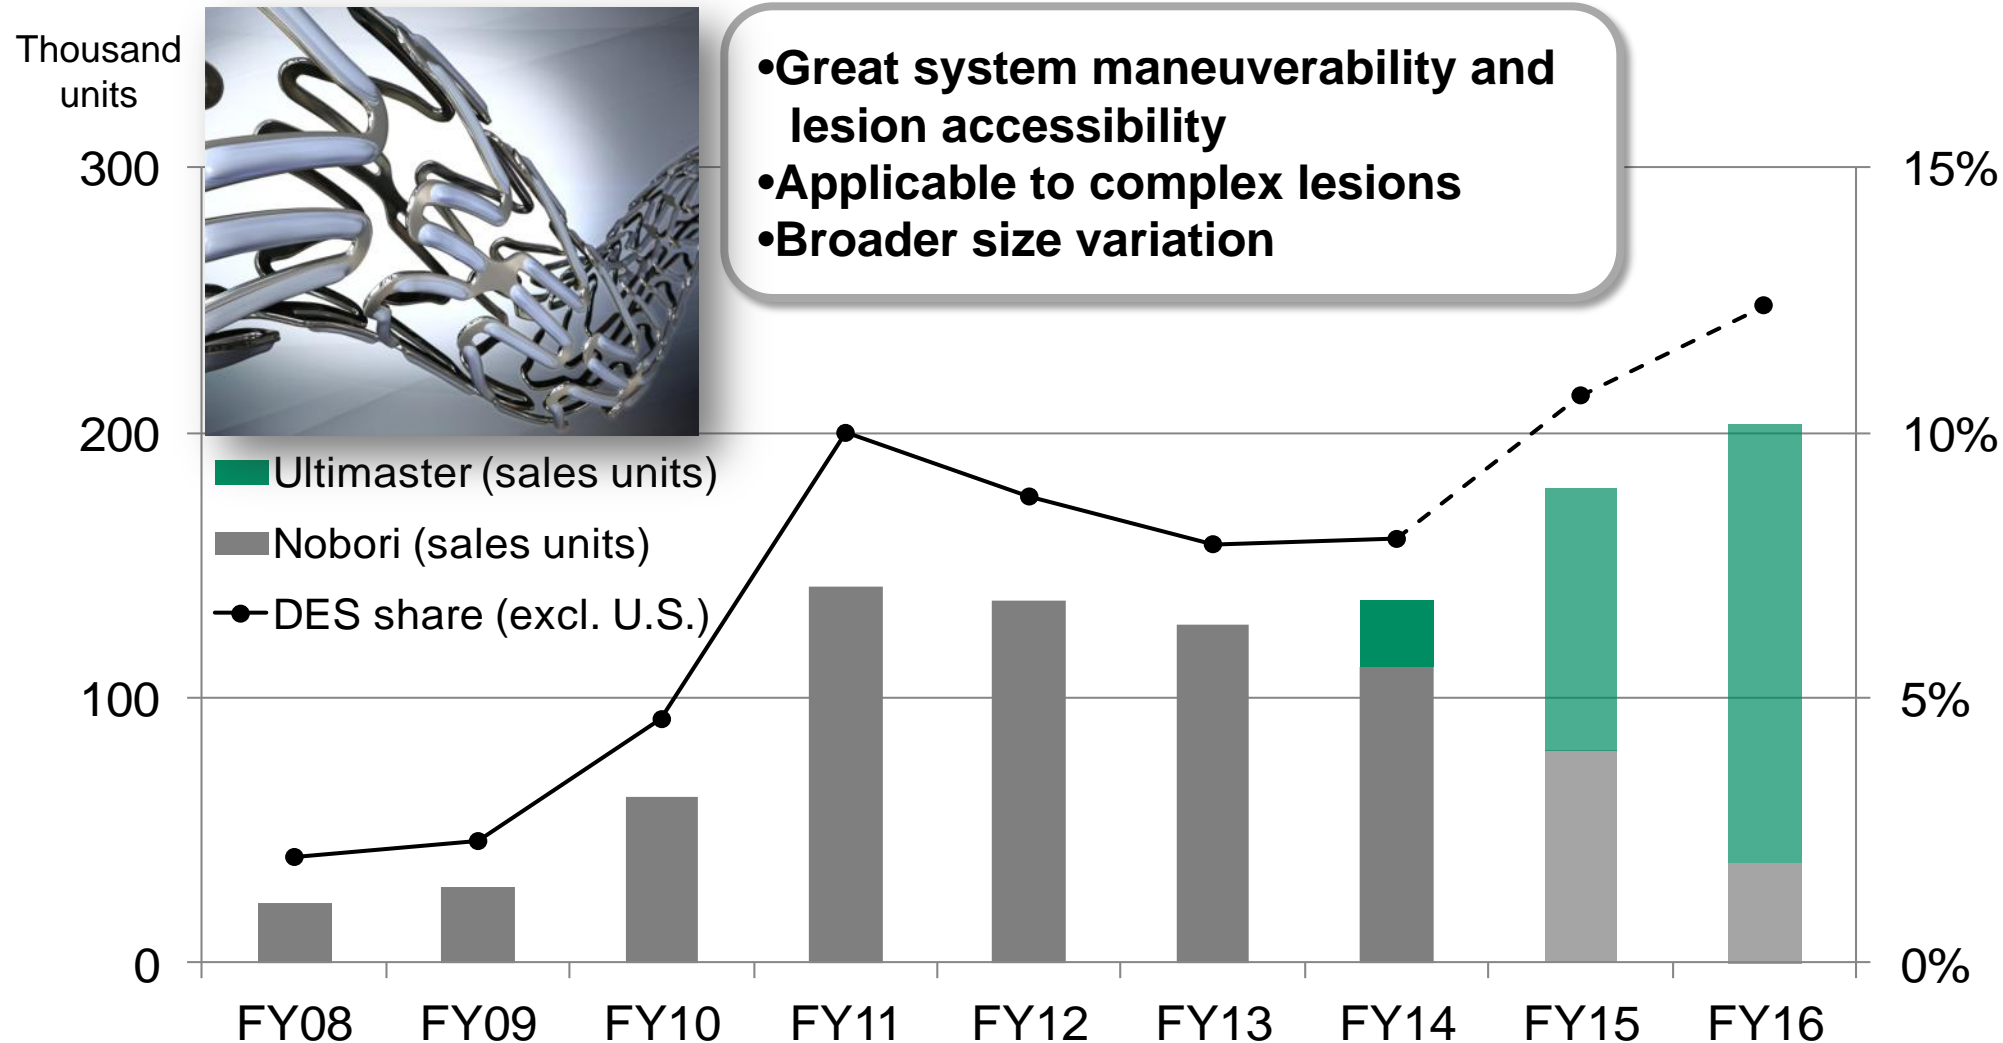 Thousand
units
•Great system maneuverability and
lesion accessibility
•Applicable to complex lesions
•Broader size variation
300
200
100
0
15%
10%
5%
0%
Ultimaster (sales units)
Nobori (sales units)
DES share (excl. U.S.)
FY08
FY09
FY10
FY11
FY12
FY13
FY14
FY15
FY16